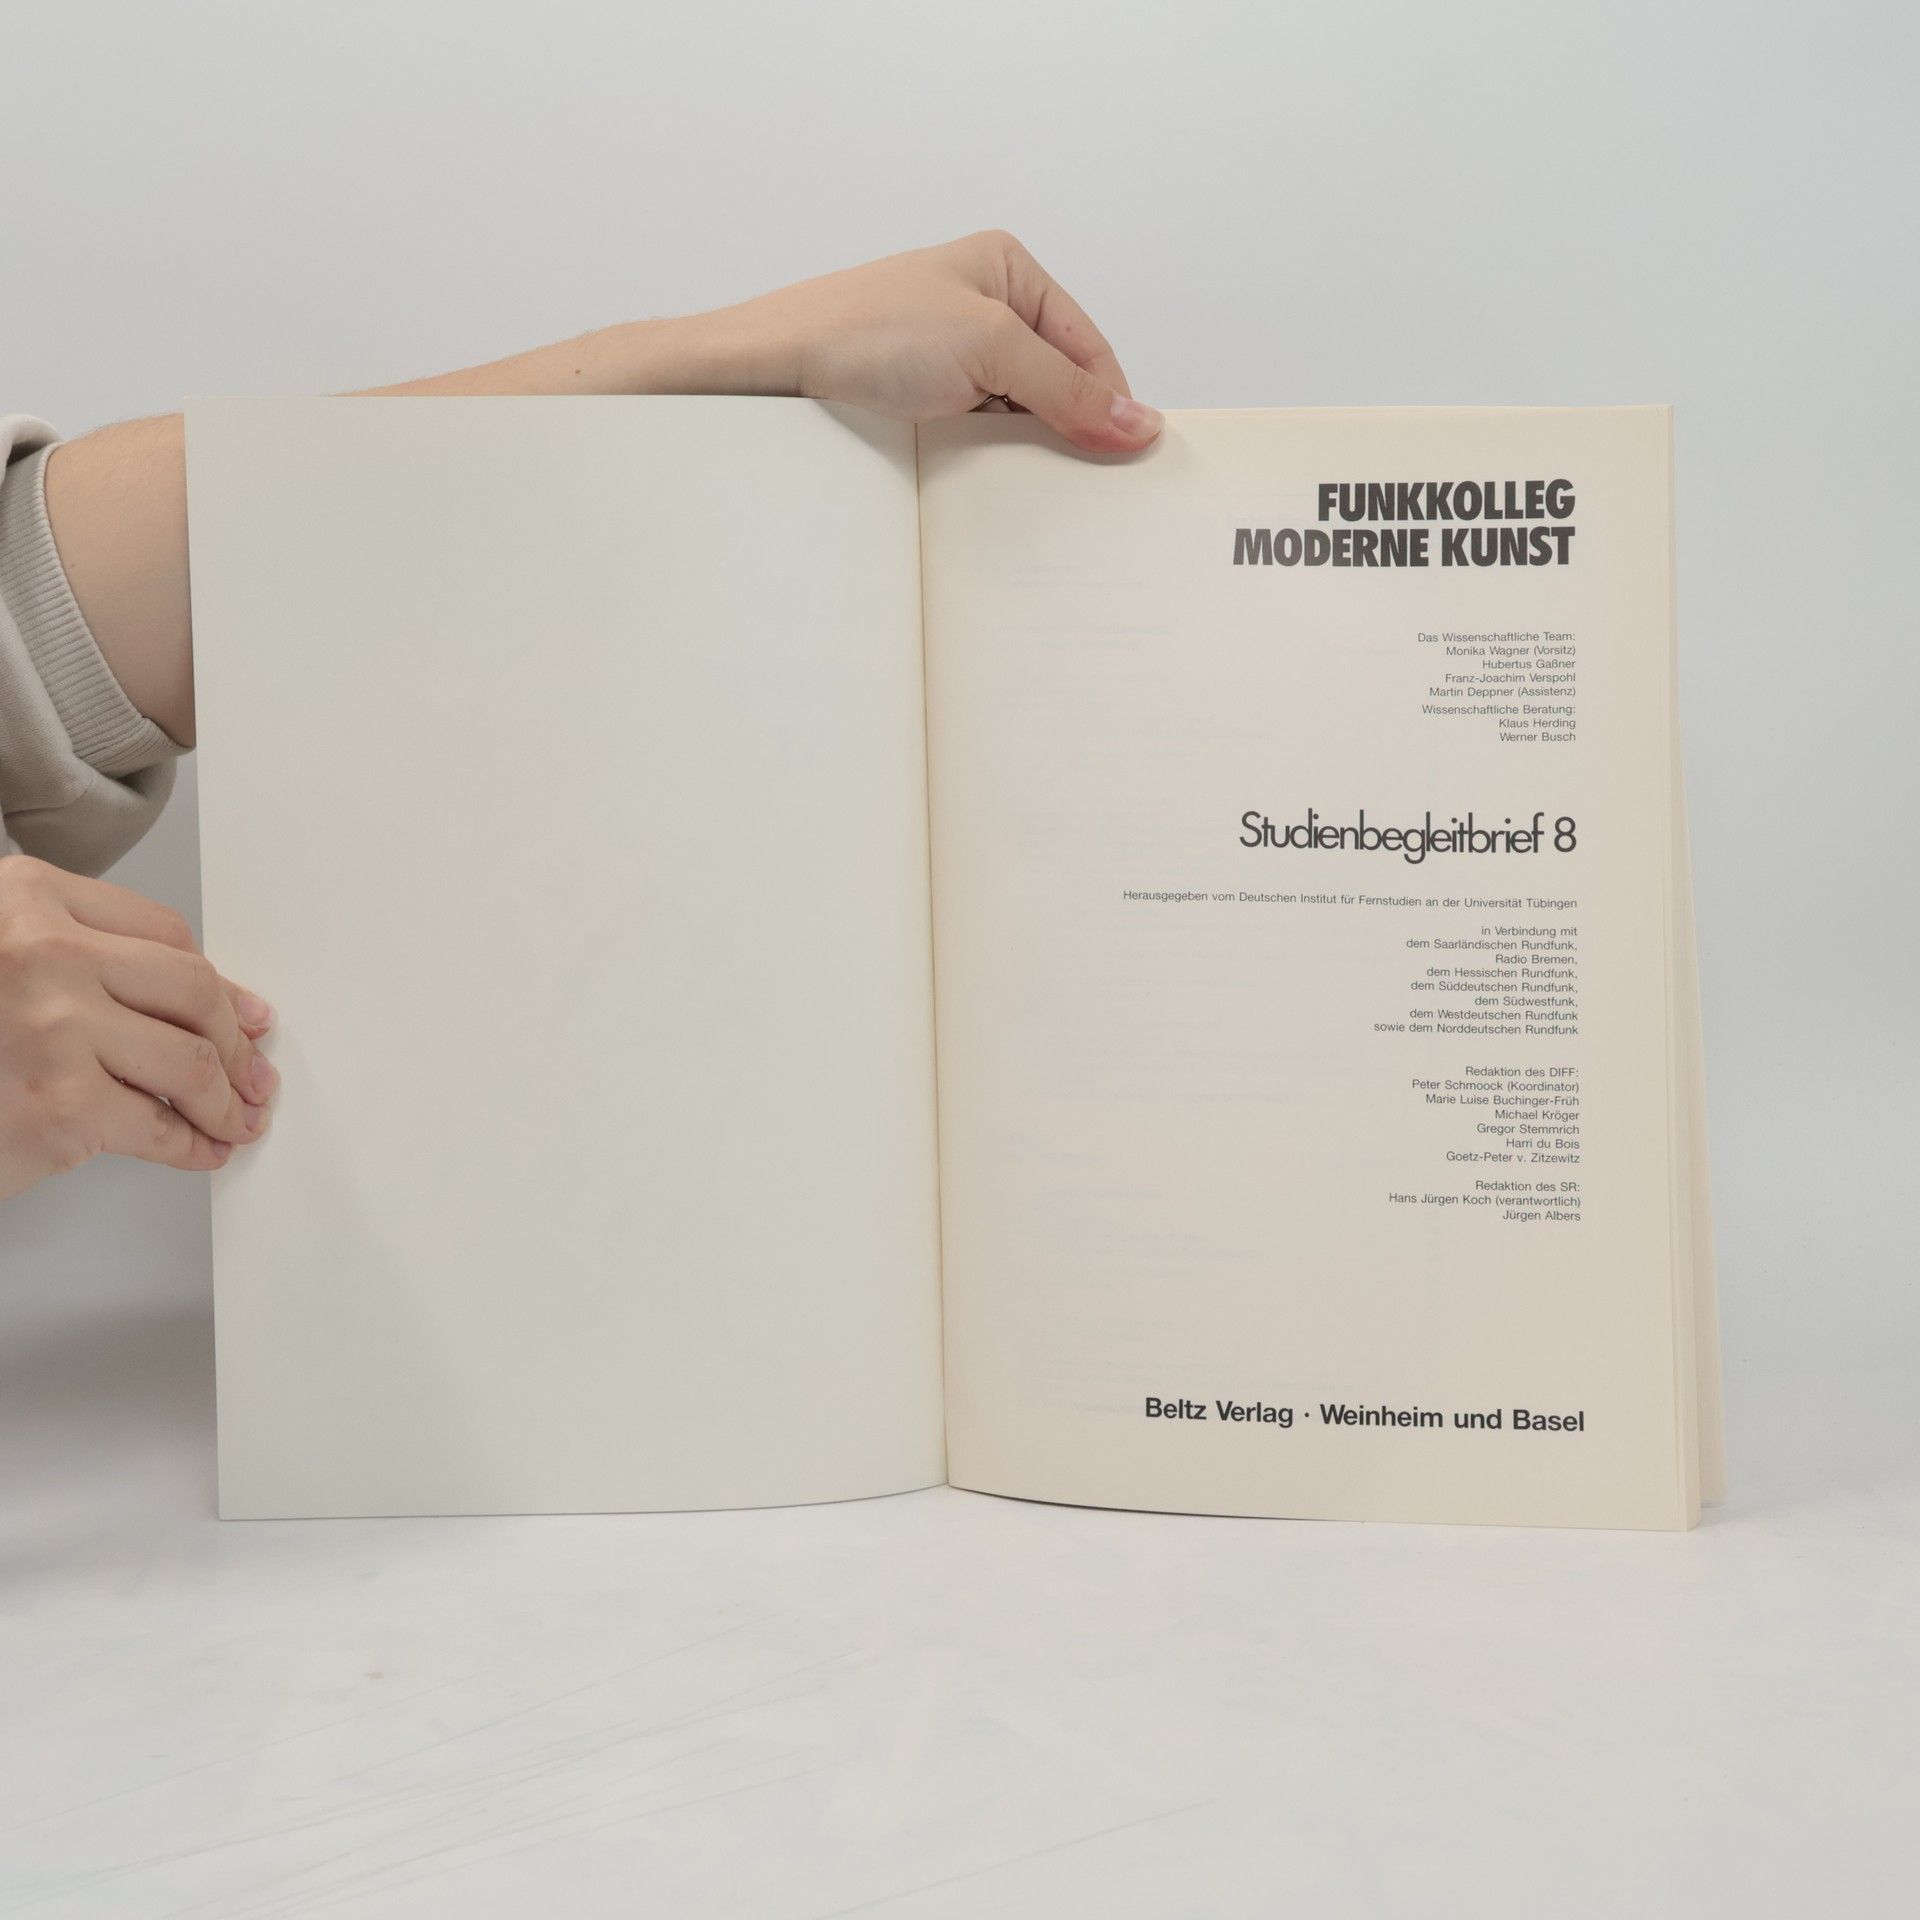 FUNKKOLLEG
MODERNE KUNST
Das Wissenschaftliche Team:
Monika Wagner (Vorsitz)
Hubertus Gaßner
Franz-Joachim Verspohl
Martin Deppner (Assistenz)
Wissenschaftliche Beratung:
Klaus Herding
Werner Busch
Studienbegleitbrief 8
Herausgegeben vom Deutschen Institut für Fernstudien an der Universität Tübingen
in Verbindung mit
dem Saarländischen Rundfunk,
Radio Bremen,
dem Hessischen Rundfunk,
dem Süddeutschen Rundfunk,
dem Südwestfunk,
dem Westdeutschen Rundfunk
sowie dem Norddeutschen Rundfunk
Redaktion des DIFF:
Peter Schmoock (Koordinator)
Marie Luise Buchinger-Früh
Michael Kröger
Gregor Stemmrich
Harri du Bois
Goetz-Peter v. Zitzewitz
Redaktion des SR:
Hans Jürgen Koch (verantwortlich)
Jürgen Albers
Beltz Verlag · Weinheim und Basel